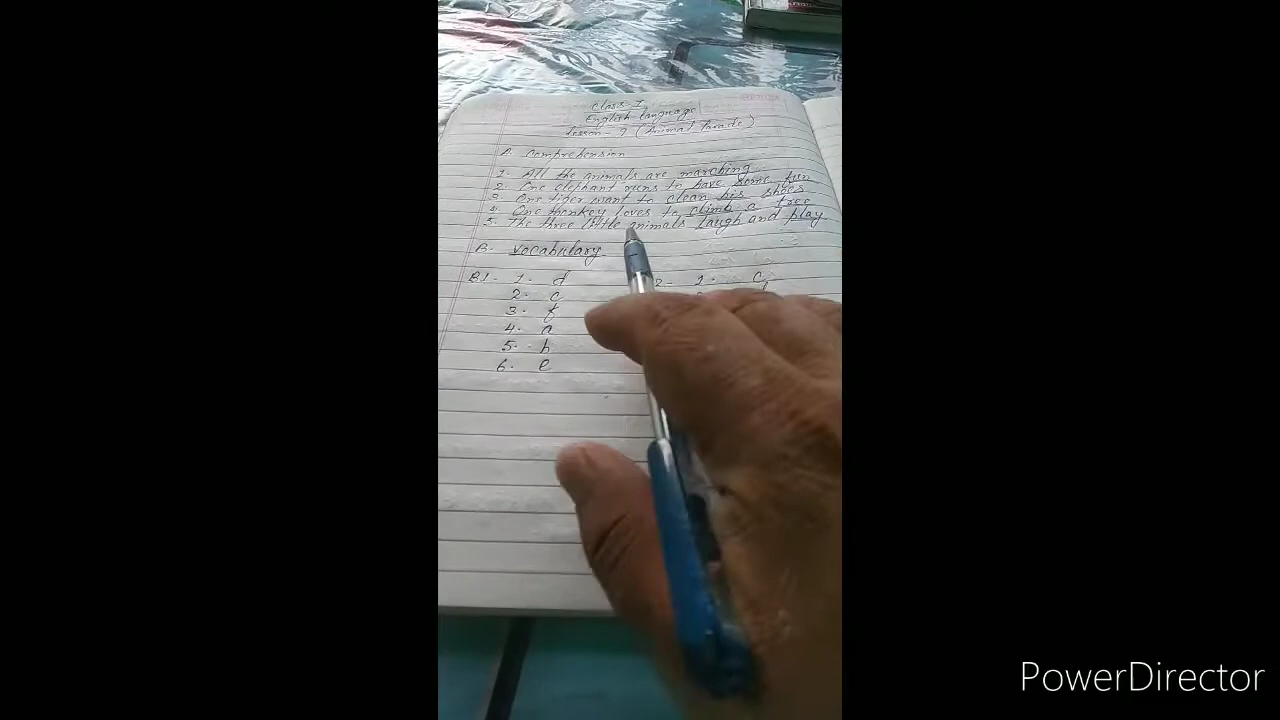 Class-I
English language
Lesson-9 (Animal Parade)
A. Comprehension
1. All the animals are marching
2. One elephant runs to have some fun
3. One tiger want to clean his shoes
4. One monkey loves to climb a tree
5. The three little animals laugh and play
B. Vocabulary
B1- 1. d 2- 1. c
2. c
3. f
4. a
5. h
6. e
PowerDirector